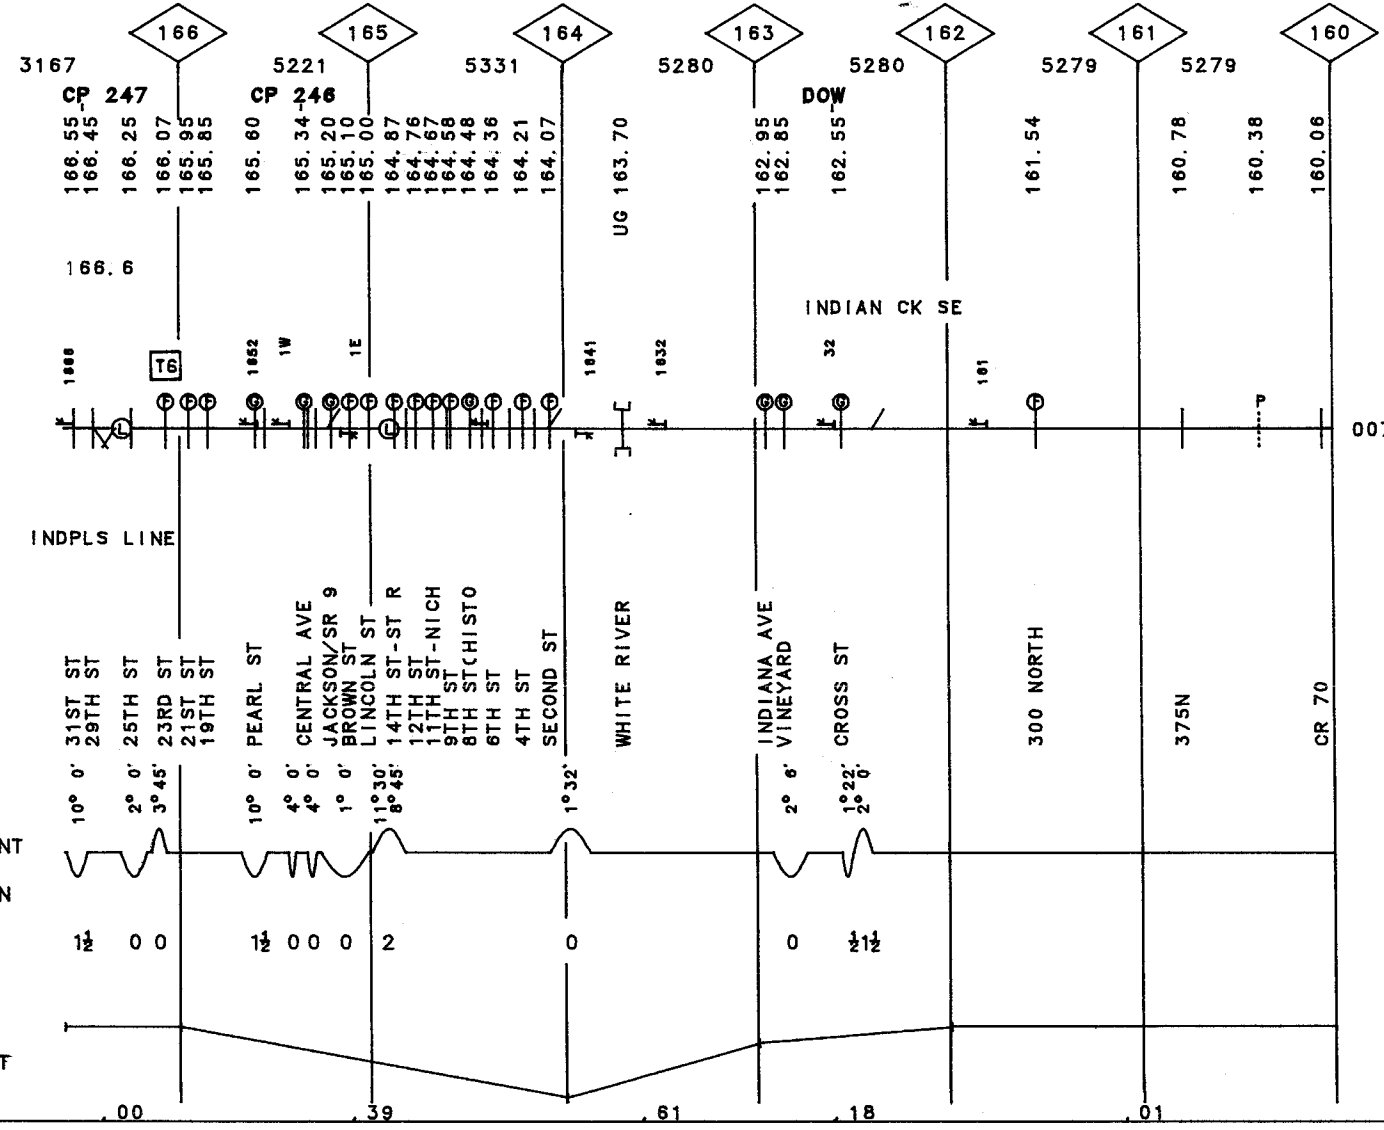 166 165 164 163 162 161 160
3167 5221 5331 5280 5280 5279 5279
CP 247 CP 246 DOW
166.55
166.45
166.25
166.07
165.95
165.85
165.60
165.34
165.20
165.10
165.00
164.87
164.76
164.67
164.58
164.48
164.36
164.21
164.07
UG 163.70
162.95
162.85
162.55
161.54
160.78
160.38
160.06
166.6
INDIAN CK SE
1652
1W
1E
1641
1632
32
161
T6
F F F G G G F F F F F F G F F F G G G F P
L L
007
INDPLS LINE
31ST ST
29TH ST
25TH ST
23RD ST
21ST ST
19TH ST
PEARL ST
CENTRAL AVE
JACKSON/SR 9
BROWN ST
LINCOLN ST
14TH ST-ST R
12TH ST
11TH ST-NICH
9TH ST
8TH ST(HISTO
6TH ST
4TH ST
SECOND ST
WHITE RIVER
INDIANA AVE
VINEYARD
CROSS ST
300 NORTH
375N
CR 70
10° 0'
2° 0'
3°45'
10° 0'
4° 0'
4° 0'
1° 0'
11°30'
8°45'
1°32'
2° 6'
1°22'
2° 0'
NT
N
1½ 0 0 1½ 0 0 0 2 0 0 ½ 1½
T
.00 .39 .61 .18 .01